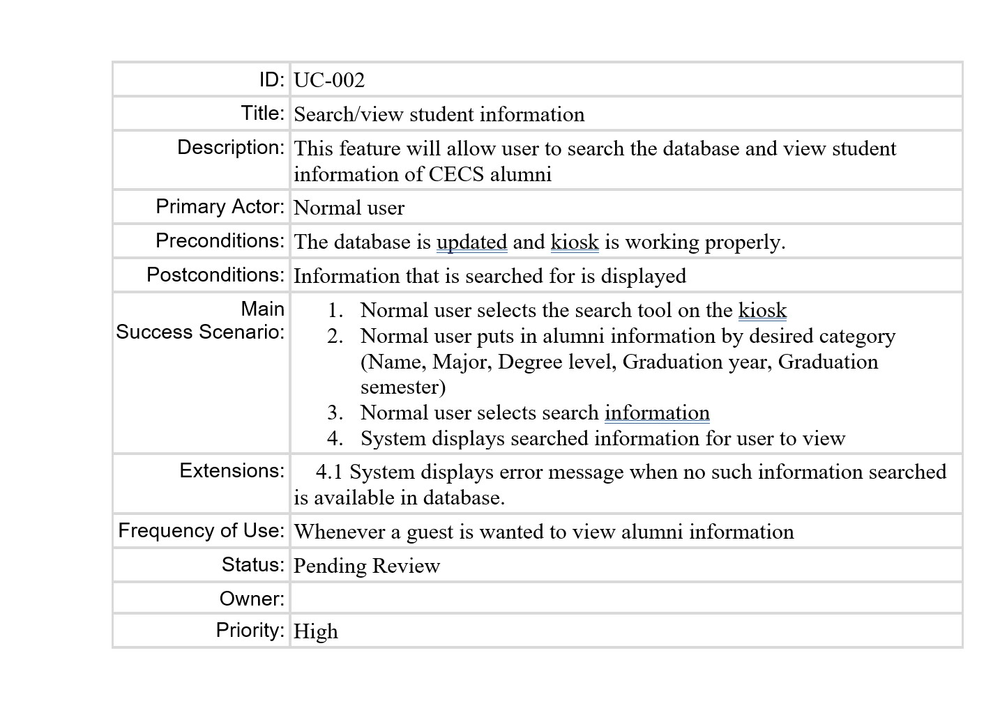 ID: UC-002
Title: Search/view student information
Description: This feature will allow user to search the database and view student
information of CECS alumni
Primary Actor: Normal user
Preconditions: The database is updated and kiosk is working properly.
Postconditions: Information that is searched for is displayed
Main
Success Scenario:
1. Normal user selects the search tool on the kiosk
2. Normal user puts in alumni information by desired category
(Name, Major, Degree level, Graduation year, Graduation
semester)
3. Normal user selects search information
4. System displays searched information for user to view
Extensions: 4.1 System displays error message when no such information searched
is available in database.
Frequency of Use: Whenever a guest is wanted to view alumni information
Status: Pending Review
Owner:
Priority: High